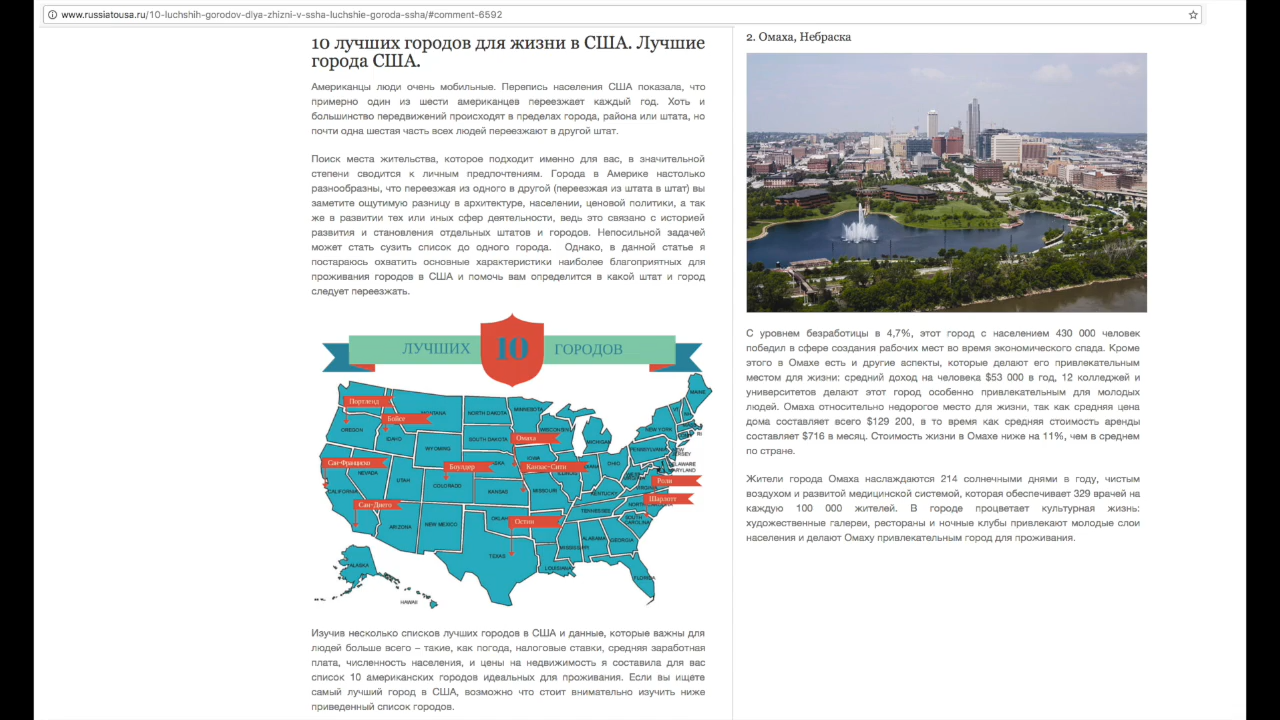 www.russiatousa.ru/10-luchshih-gorodov-dlya-zhizni-v-ssha-luchshie-goroda-ssha/#comment-6592
10 лучших городов для жизни в США. Лучшие
города США.
Американцы люди очень мобильные. Перепись населения США показала, что
примерно один из шести американцев переезжает каждый год. Хоть и
большинство передвижений происходят в пределах города, района или штата, но
почти одна шестая часть всех людей переезжают в другой штат.
Поиск места жительства, которое подходит именно для вас, в значительной
степени сводится к личным предпочтениям. Города в Америке настолько
разнообразны, что переезжая из одного в другой (переезжая из штата в штат) вы
заметите ощутимую разницу в архитектуре, населении, ценовой политики, а так
же в развитии тех или иных сфер деятельности, ведь это связано с историей
развития и становления отдельных штатов и городов. Непосильной задачей
может стать сузить список до одного города. Однако, в данной статье я
постараюсь охватить основные характеристики наиболее благоприятных для
проживания городов в США и помочь вам определится в какой штат и город
следует переезжать.
ЛУЧШИХ 10 ГОРОДОВ
MAINE
Портленд
MONTANA
NORTH DAKOTA
MINNESOTA
VT
Бойсе
OREGON
IDAHO
SOUTH DAKOTA
WISCONSIN
NEW YORK
RI
Омаха
MICHIGAN
WYOMING
PENNSYLVANIA
JERSEY
IOWA
OHIO
Сан-Франциско
NEVADA
Боулдер
Канзас-Сити
DELAWARE
MARYLAND
UTAH
COLORADO
Роли
CALIFORNIA
KANSAS
MISSOURI
KENTUCKY
Шарлотт
Сан-Диего
TENNESSEE
ARIZONA
NEW MEXICO
Остин
SOUTH
CAROLINA
ALABAMA
GEORGIA
MISSISSIPPI
TEXAS
LOUISIANA
ALASKA
FLORIDA
HAWAII
Изучив несколько списков лучших городов в США и данные, которые важны для
людей больше всего – такие, как погода, налоговые ставки, средняя заработная
плата, численность населения, и цены на недвижимость я составила для вас
список 10 американских городов идеальных для проживания. Если вы ищете
самый лучший город в США, возможно что стоит внимательно изучить ниже
приведенный список городов.
2. Омаха, Небраска
С уровнем безработицы в 4,7%, этот город с населением 430 000 человек
победил в сфере создания рабочих мест во время экономического спада. Кроме
этого в Омахе есть и другие аспекты, которые делают его привлекательным
местом для жизни: средний доход на человека $53 000 в год, 12 колледжей и
университетов делают этот город особенно привлекательным для молодых
людей. Омаха относительно недорогое место для жизни, так как средняя цена
дома составляет всего $129 200, в то время как средняя стоимость аренды
составляет $716 в месяц. Стоимость жизни в Омахе ниже на 11%, чем в среднем
по стране.
Жители города Омаха наслаждаются 214 солнечными днями в году, чистым
воздухом и развитой медицинской системой, которая обеспечивает 329 врачей на
каждую 100 000 жителей. В городе процветает культурная жизнь:
художественные галереи, рестораны и ночные клубы привлекают молодые слои
населения и делают Омаху привлекательным город для проживания.